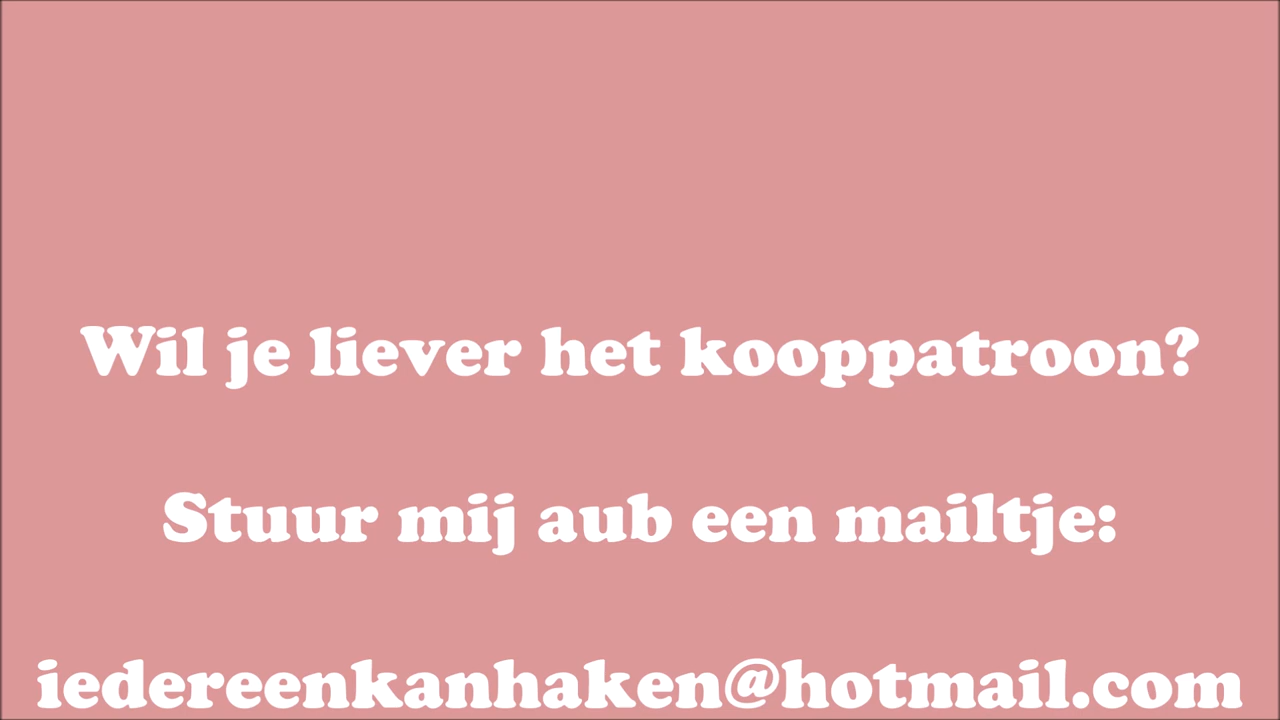 Wil je liever het kooppatroon?
Stuur mij aub een mailtje:
iedereenkanhaken@hotmail.com